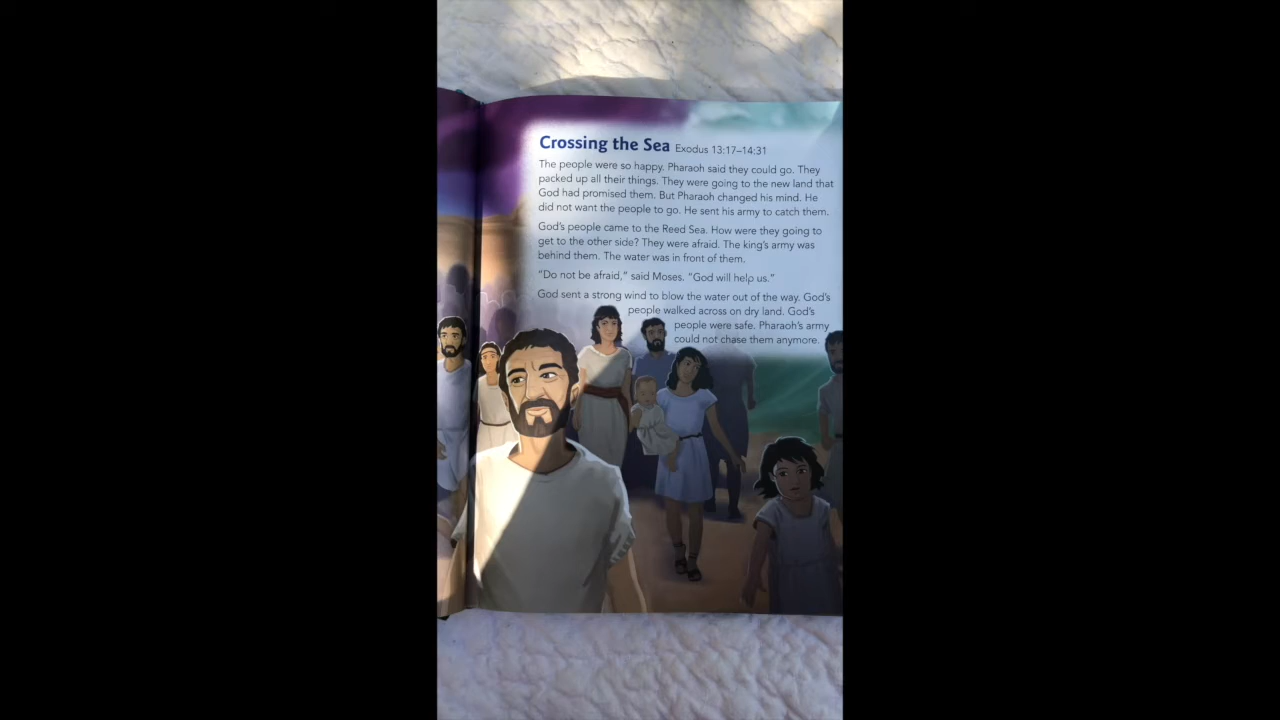 Crossing the Sea Exodus 13:17–14:31
The people were so happy. Pharaoh said they could go. They
packed up all their things. They were going to the new land that
God had promised them. But Pharaoh changed his mind. He
did not want the people to go. He sent his army to catch them.
God's people came to the Reed Sea. How were they going to
get to the other side? They were afraid. The king's army was
behind them. The water was in front of them.
"Do not be afraid," said Moses. "God will help us."
God sent a strong wind to blow the water out of the way. God's
people walked across on dry land. God's
people were safe. Pharaoh's army
could not chase them anymore.